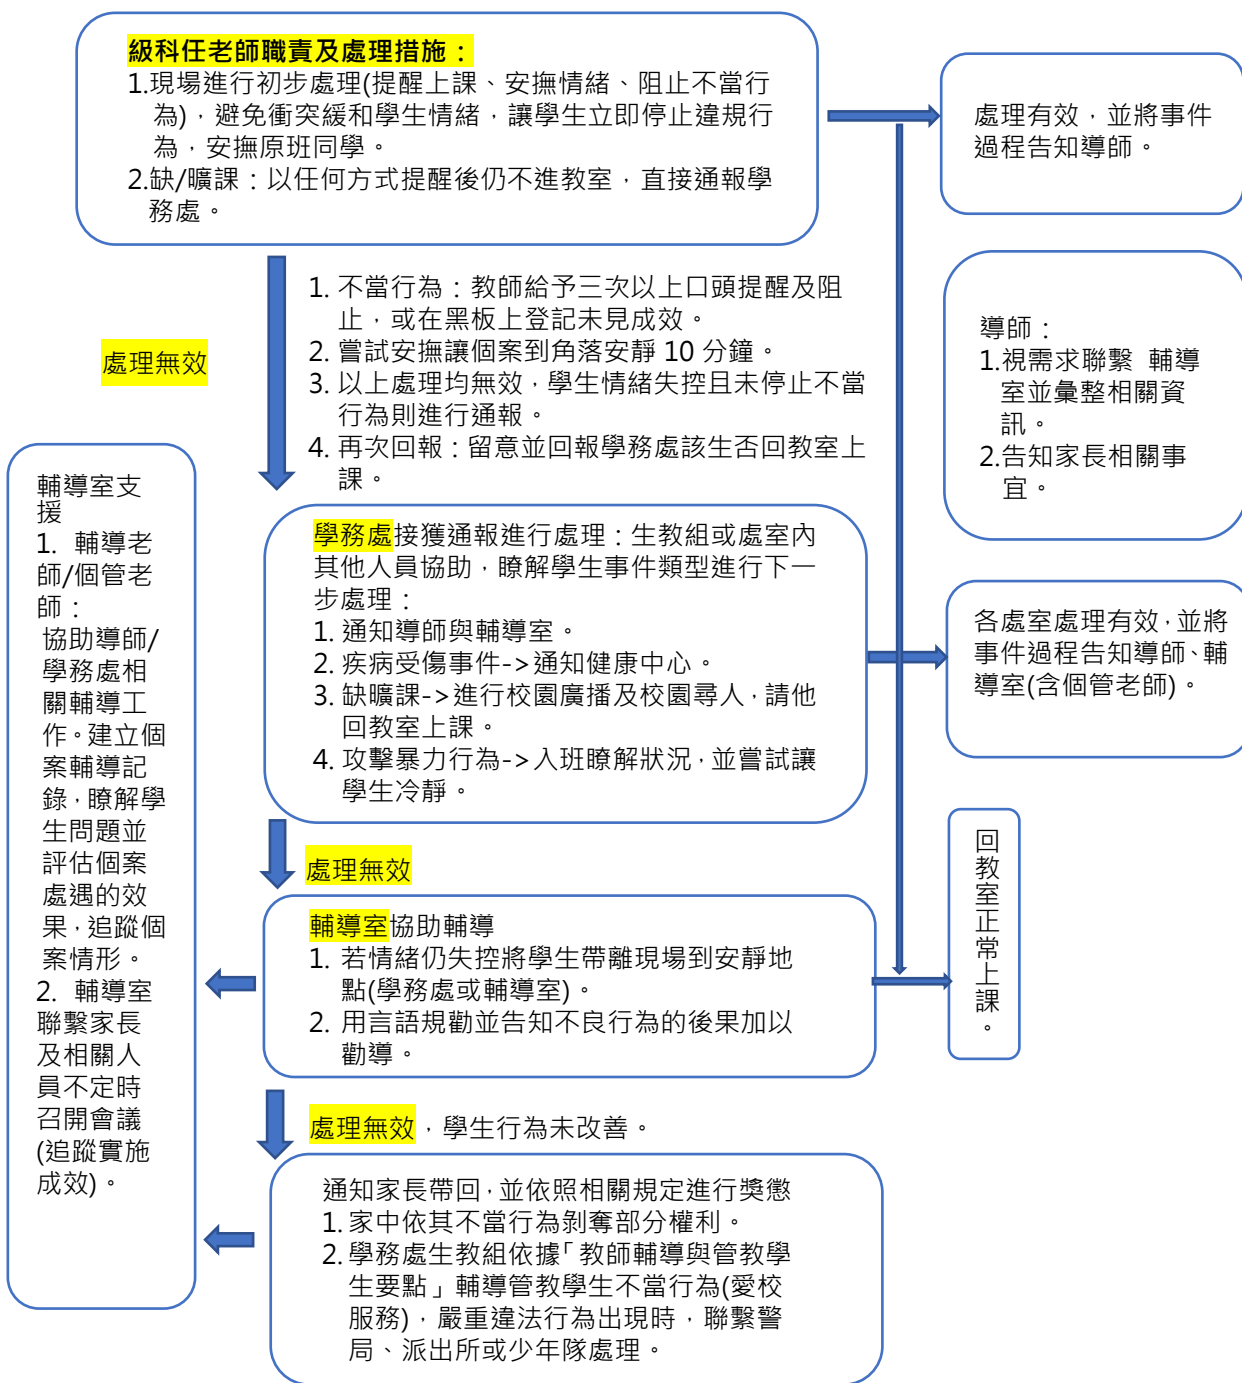 級科任老師職責及處理措施：
1.現場進行初步處理(提醒上課、安撫情緒、阻止不當行
為)，避免衝突緩和學生情緒，讓學生立即停止違規行
為，安撫原班同學。
2.缺/曠課：以任何方式提醒後仍不進教室，直接通報學
務處。
處理有效，並將事件
過程告知導師。
處理無效
1. 不當行為：教師給予三次以上口頭提醒及阻
止，或在黑板上登記未見成效。
2. 嘗試安撫讓個案到角落安靜 10 分鐘。
3. 以上處理均無效，學生情緒失控且未停止不當
行為則進行通報。
4. 再次回報：留意並回報學務處該生否回教室上
課。
導師：
1.視需求聯繫 輔導
室並彙整相關資
訊。
2.告知家長相關事
宜。
輔導室支
援
1. 輔導老
師/個管老
師：
協助導師/
學務處相
關輔導工
作。建立個
案輔導記
錄，瞭解學
生問題並
評估個案
處遇的效
果，追蹤個
案情形。
2. 輔導室
聯繫家長
及相關人
員不定時
召開會議
(追蹤實施
成效)。
學務處接獲通報進行處理：生教組或處室內
其他人員協助，瞭解學生事件類型進行下一
步處理：
1. 通知導師與輔導室。
2. 疾病受傷事件->通知健康中心。
3. 缺曠課->進行校園廣播及校園尋人，請他
回教室上課。
4. 攻擊暴力行為->入班瞭解狀況，並嘗試讓
學生冷靜。
各處室處理有效，並將
事件過程告知導師、輔
導室(含個管老師)。
處理無效
輔導室協助輔導
1. 若情緒仍失控將學生帶離現場到安靜地
點(學務處或輔導室)。
2. 用言語規勸並告知不良行為的後果加以
勸導。
回教室正常上課。
處理無效，學生行為未改善。
通知家長帶回，並依照相關規定進行獎懲
1. 家中依其不當行為剝奪部分權利。
2. 學務處生教組依據「教師輔導與管教學
生要點」輔導管教學生不當行為(愛校
服務)，嚴重違法行為出現時，聯繫警
局、派出所或少年隊處理。